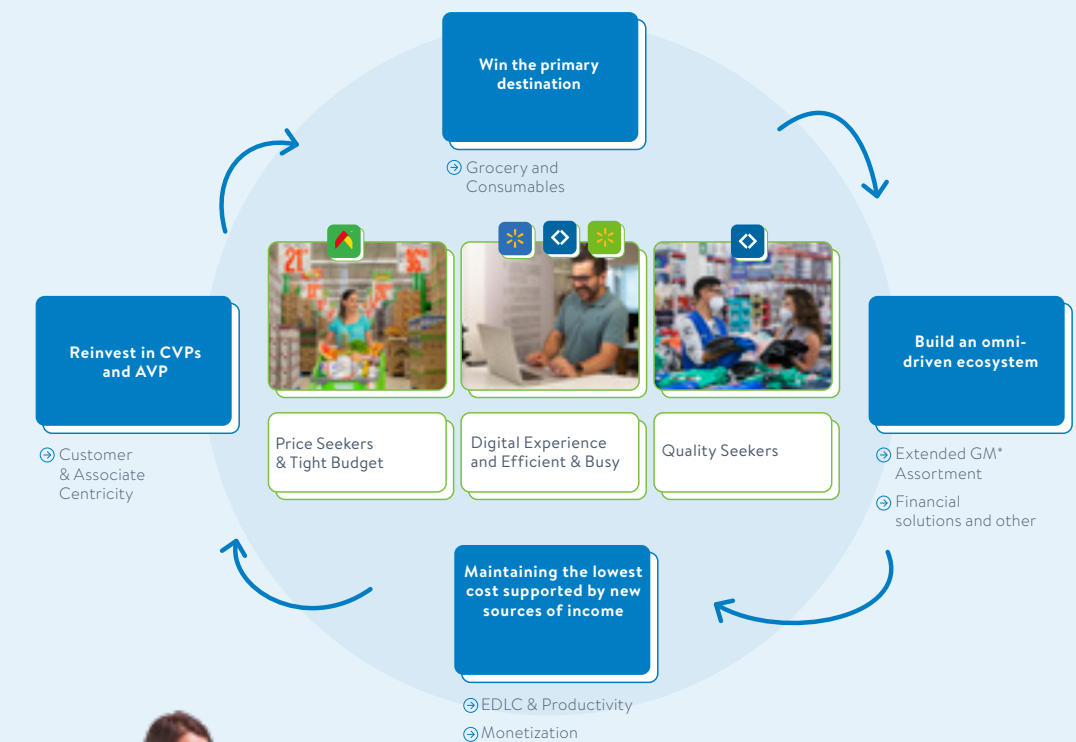 Win the primary
destination
Grocery and
Consumables
Reinvest in CVPs
and AVP
Customer
& Associate
Centricity
Price Seekers
& Tight Budget
Digital Experience
and Efficient & Busy
Quality Seekers
Build an omni-
driven ecosystem
Extended GM*
Assortment
Financial
solutions and other
Maintaining the lowest
cost supported by new
sources of income
EDLC & Productivity
Monetization